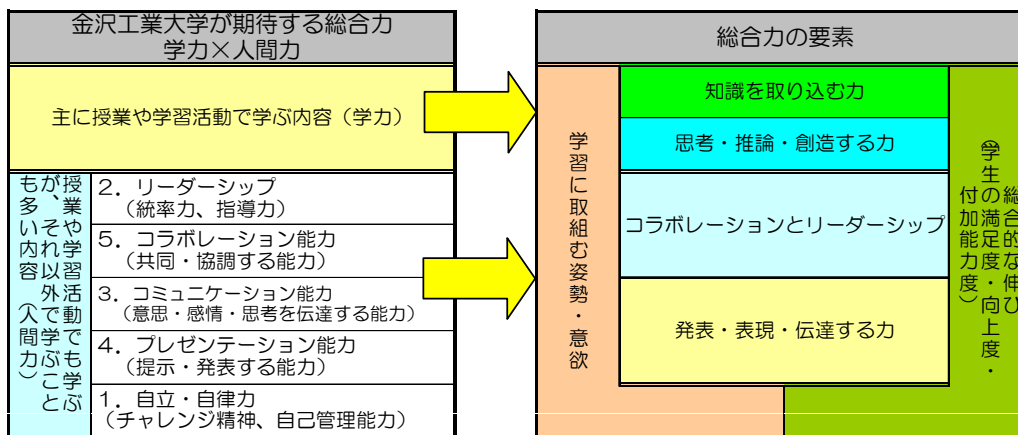 金沢工業大学が期待する総合力
学力×人間力
主に授業や学習活動で学ぶ内容（学力）
授業や学習活動でも学ぶ
が、それ以外で学ぶこと
も多い内容（人間力）
2．リーダーシップ
（統率力、指導力）
5．コラボレーション能力
（共同・協調する能力）
3．コミュニケーション能力
（意思・感情・思考を伝達する能力）
4．プレゼンテーション能力
（提示・発表する能力）
1．自立・自律力
（チャレンジ精神、自己管理能力）
総合力の要素
学習に取組む姿勢・意欲
知識を取り込む力
思考・推論・創造する力
コラボレーションとリーダーシップ
発表・表現・伝達する力
総合的な伸び
（学生の満足度・向上度・
付加能力度）